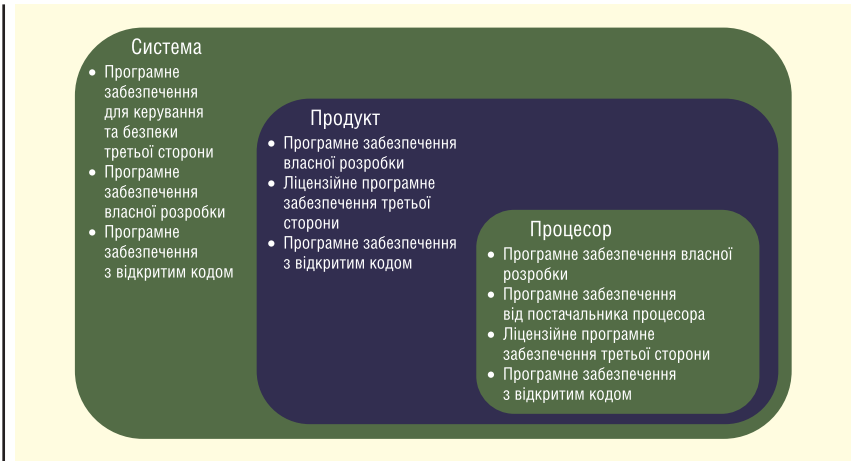 Система
• Програмне
забезпечення
для керування
та безпеки
третьої сторони
• Програмне
забезпечення
власної розробки
• Програмне
забезпечення
з відкритим кодом
Продукт
• Програмне забезпечення
власної розробки
• Ліцензійне програмне
забезпечення третьої
сторони
• Програмне забезпечення
з відкритим кодом
Процесор
• Програмне забезпечення власної
розробки
• Програмне забезпечення
від постачальника процесора
• Ліцензійне програмне
забезпечення третьої сторони
• Програмне забезпечення
з відкритим кодом